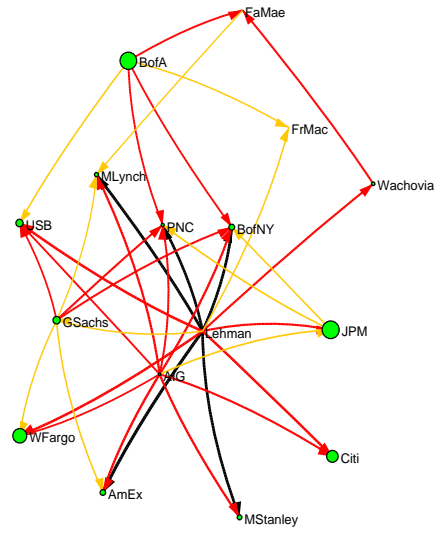 FaMae
BofA
FrMac
MLynch
Wachovia
USB
PNC
BofNY
GSachs
Lehman
JPM
AIG
WFargo
Citi
AmEx
MStanley